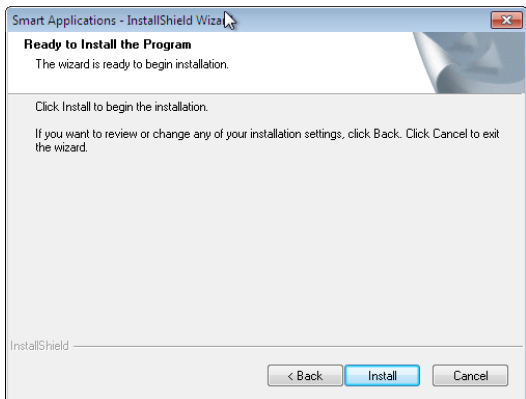 Smart Applications - InstallShield Wizard
Ready to Install the Program
The wizard is ready to begin installation.
Click Install to begin the installation.
If you want to review or change any of your installation settings, click Back. Click Cancel to exit
the wizard.
InstallShield
< Back Install Cancel